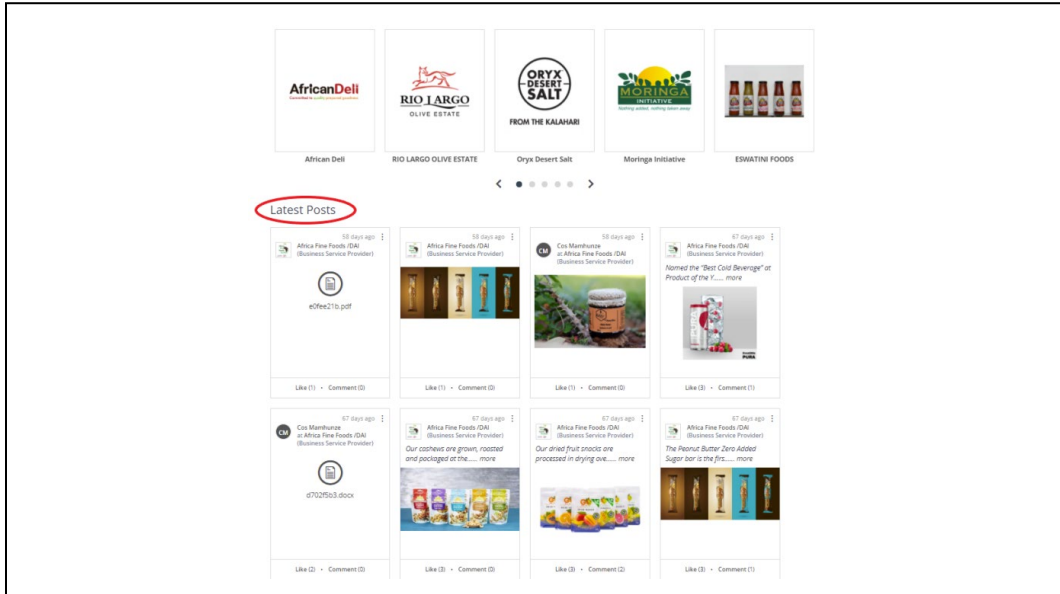 AfricanDeli
RIO LARGO
OLIVE ESTATE
ORYX
DESERT
SALT
FROM THE KALAHARI
MORINGA
INITIATIVE
Nothing added, nothing taken away
African Deli
RIO LARGO OLIVE ESTATE
Oryx Desert Salt
Moringa Initiative
ESWATINI FOODS
Latest Posts
58 days ago
Africa Fine Foods /DAI
(Business Service Provider)
e0fee21b.pdf
Like (1) • Comment (0)
58 days ago
Africa Fine Foods /DAI
(Business Service Provider)
Like (1) • Comment (0)
58 days ago
CM
Cos Mamhunze
at Africa Fine Foods /DAI
(Business Service Provider)
Like (1) • Comment (0)
67 days ago
Africa Fine Foods /DAI
(Business Service Provider)
Named the "Best Cold Beverage" at
Product of the Y...... more
PURA
Like (3) • Comment (1)
67 days ago
CM
Cos Mamhunze
at Africa Fine Foods /DAI
(Business Service Provider)
d702f5b3.docx
Like (2) • Comment (0)
67 days ago
Africa Fine Foods /DAI
(Business Service Provider)
Our cashews are grown, roasted
and packaged at the...... more
Like (3) • Comment (0)
67 days ago
Africa Fine Foods /DAI
(Business Service Provider)
Our dried fruit snacks are
processed in drying ove...... more
Like (3) • Comment (2)
67 days ago
Africa Fine Foods /DAI
(Business Service Provider)
The Peanut Butter Zero Added
Sugar bar is the firs...... more
Like (3) • Comment (1)